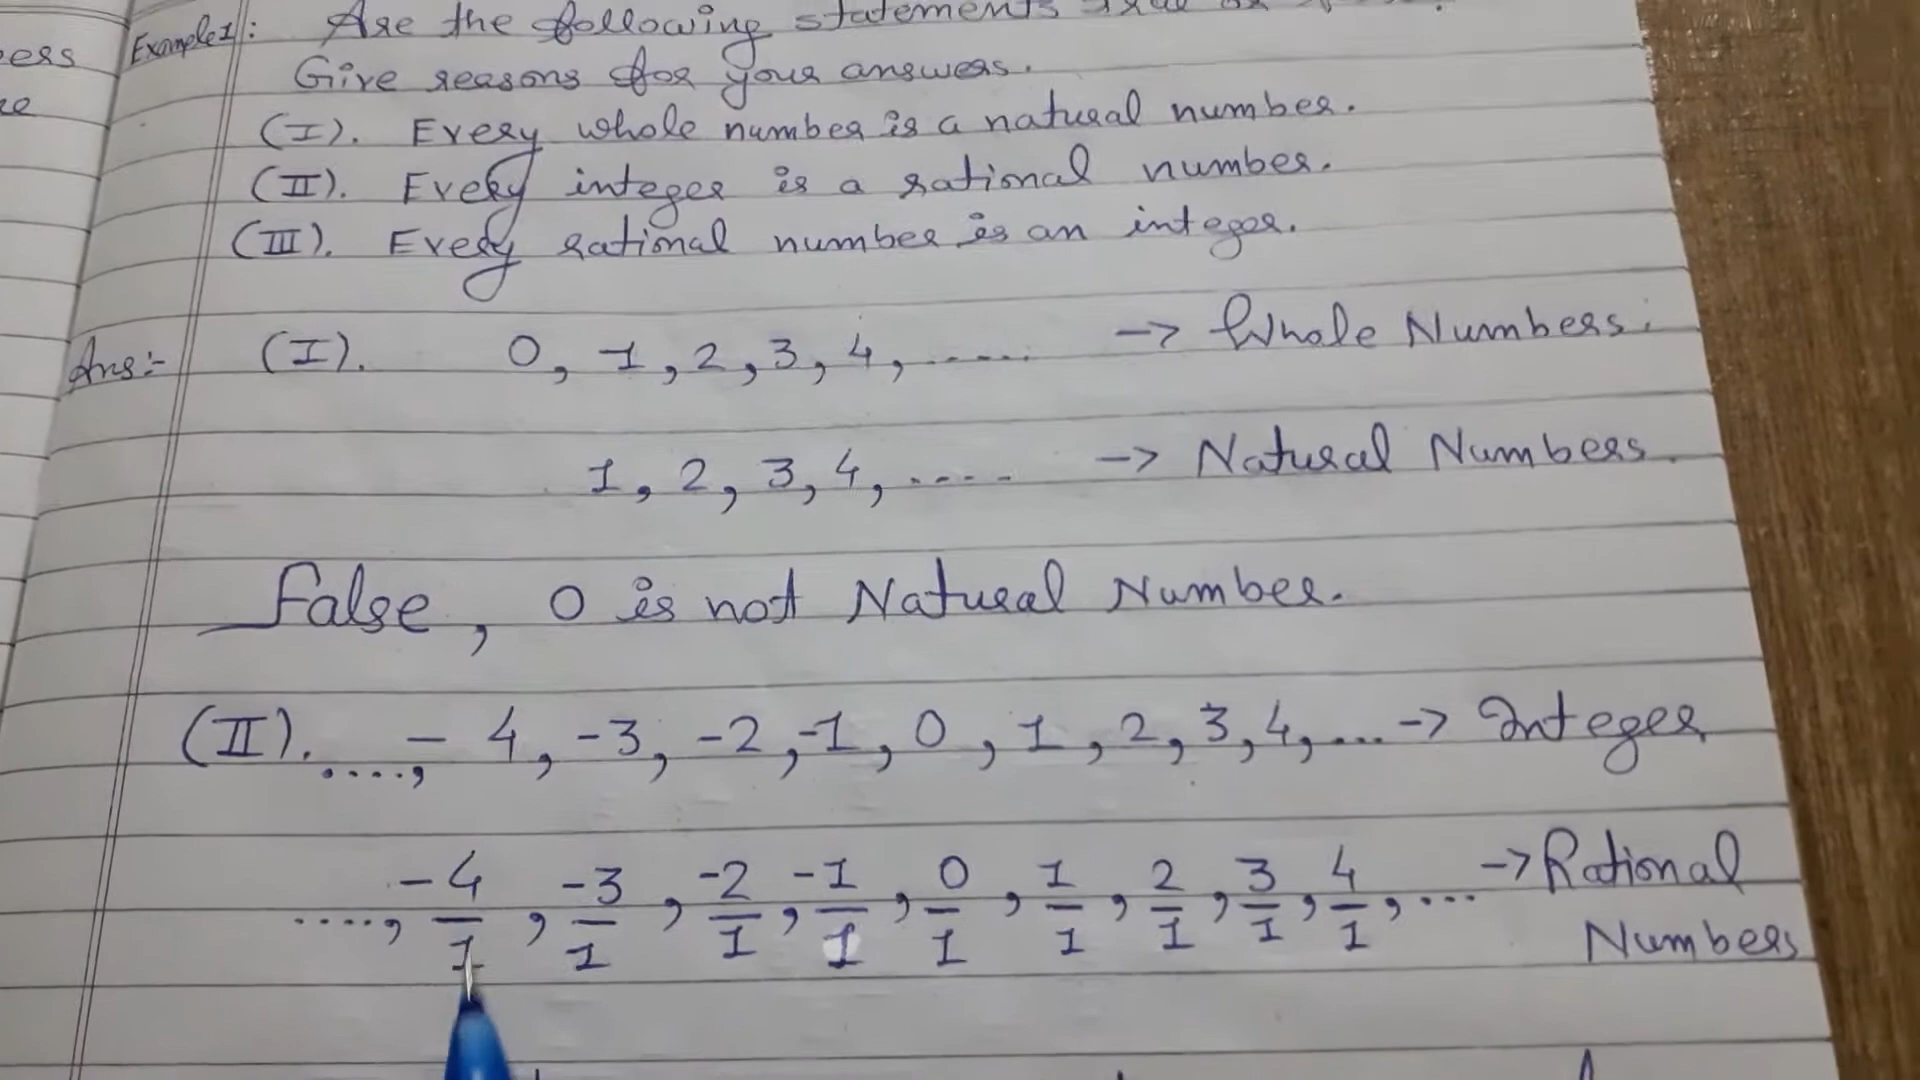 ess
Example 1: Are the following statements
Give reasons for your answers.
(I). Every whole number is a natural number.
(II). Every integer is a rational number.
(III). Every rational number is an integer.
Ans:- (I). 0, 1, 2, 3, 4, ..... -> Whole Numbers.
1, 2, 3, 4, .... -> Natural Numbers.
False, 0 is not Natural Number.
(II). ...., -4, -3, -2, -1, 0, 1, 2, 3, 4, ... -> Integer
...., -4/1, -3/1, -2/1, -1/1, 0/1, 1/1, 2/1, 3/1, 4/1, ... -> Rational
Numbers